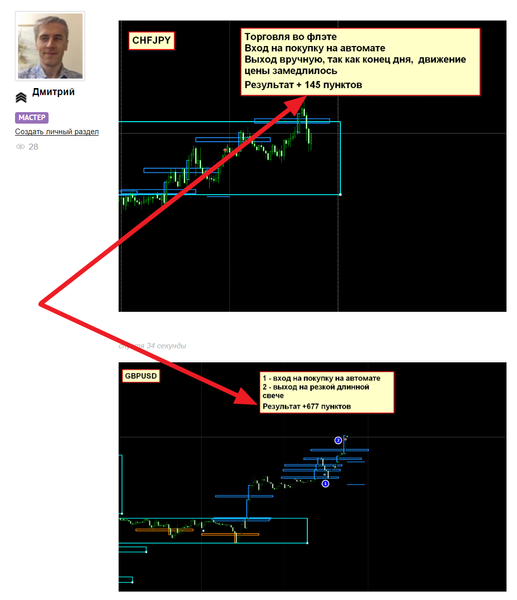 CHFJPY
Торговля во флэте
Вход на покупку на автомате
Выход вручную, так как конец дня, движение
цены замедлилось
Результат + 145 пунктов
Дмитрий
МАСТЕР
Создать личный раздел
28
34 секунды
GBPUSD
1 - вход на покупку на автомате
2 - выход на резкой длинной
свече
Результат +677 пунктов
2
1